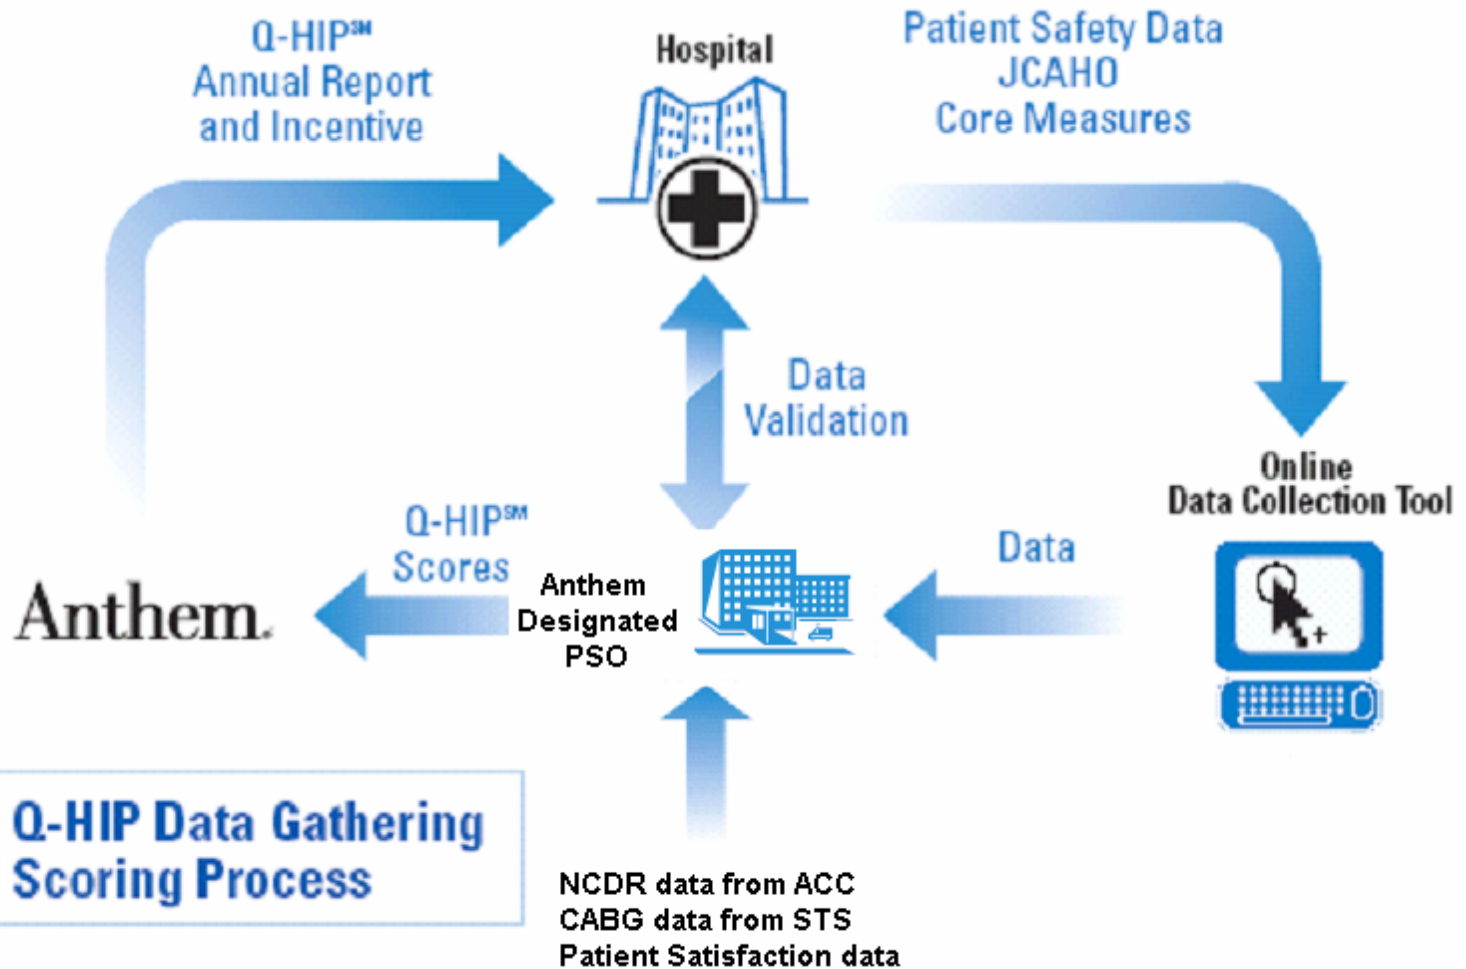 Q-HIP℠
Annual Report
and Incentive
Hospital
Patient Safety Data
JCAHO
Core Measures
Data
Validation
Online
Data Collection Tool
Q-HIP℠
Scores
Anthem
Designated
PSO
Data
Anthem.
Q-HIP Data Gathering
Scoring Process
NCDR data from ACC
CABG data from STS
Patient Satisfaction data